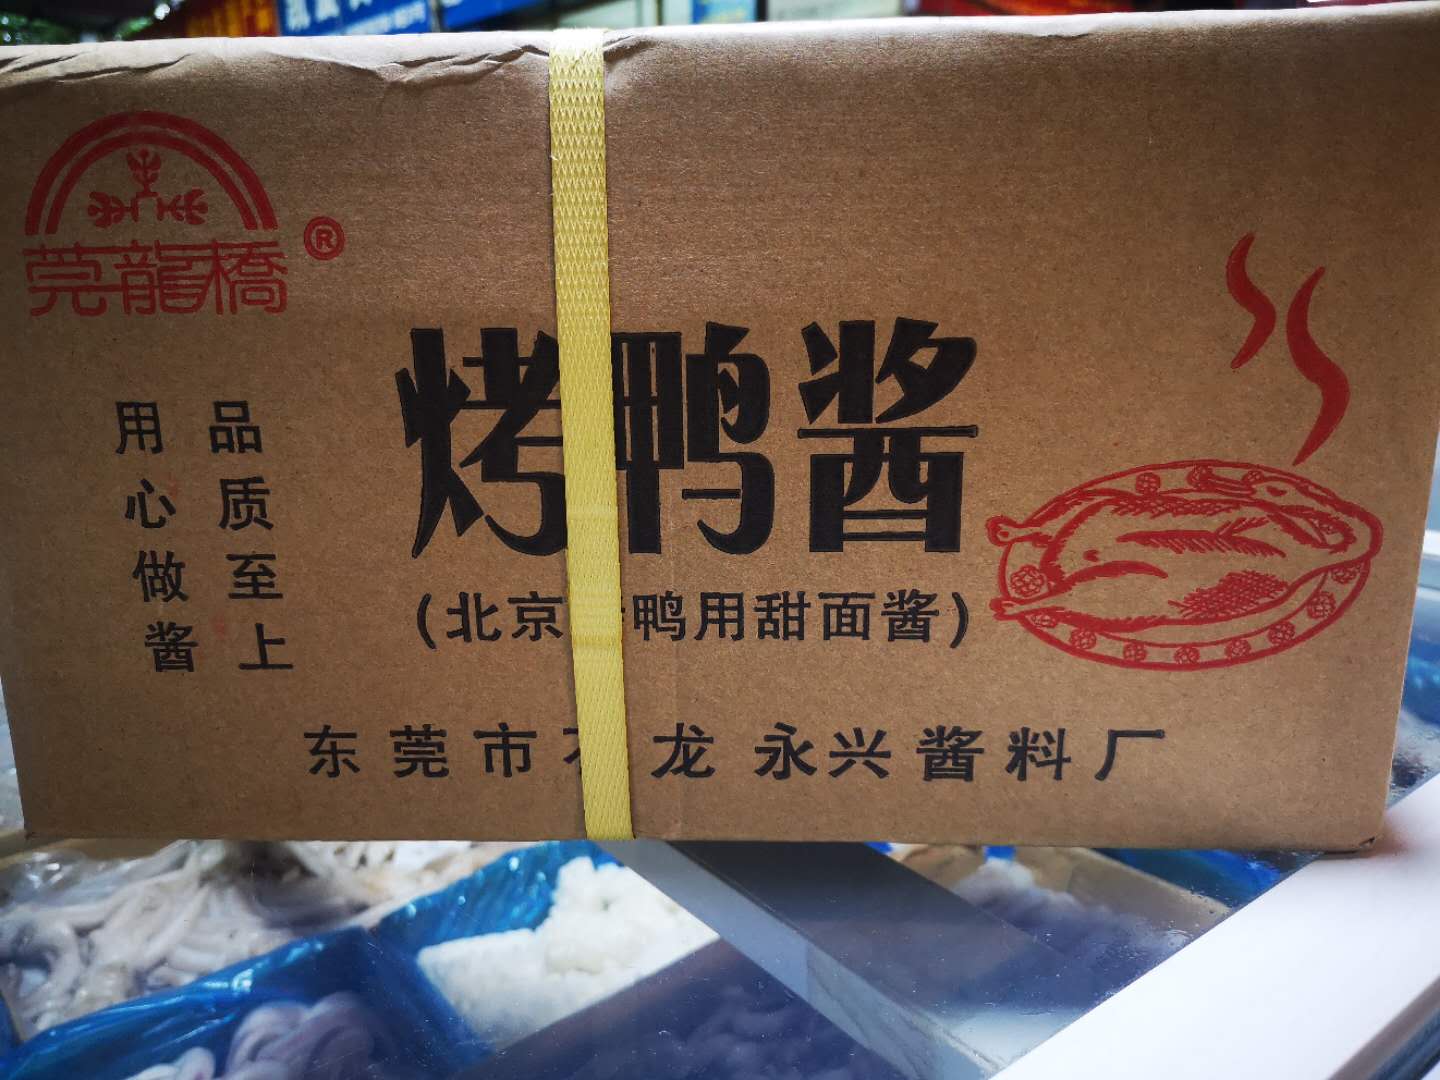 莞龍橋®
烤鸭酱
用心做酱
品质至上
(北京 鸭用甜面酱)
东莞市 龙 永兴酱料厂